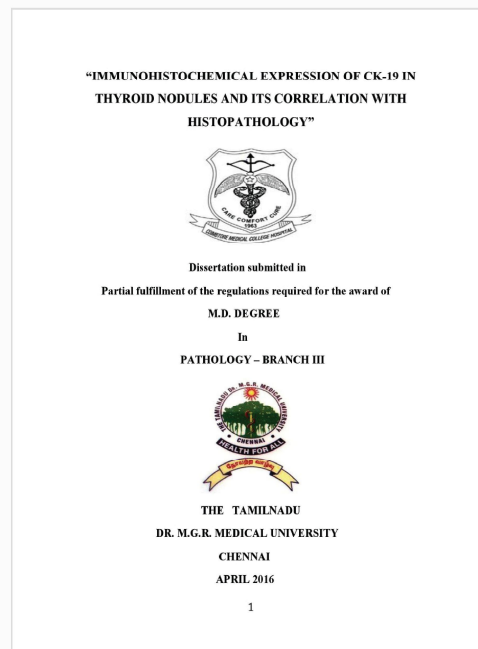 “IMMUNOHISTOCHEMICAL EXPRESSION OF CK-19 IN
THYROID NODULES AND ITS CORRELATION WITH
HISTOPATHOLOGY”
CARE COMFORT CURE
1963
COIMBATORE MEDICAL COLLEGE HOSPITAL
Dissertation submitted in
Partial fulfillment of the regulations required for the award of
M.D. DEGREE
In
PATHOLOGY – BRANCH III
THE TAMILNADU Dr. M.G.R. MEDICAL UNIVERSITY
CHENNAI
HEALTH FOR ALL
நோயற்ற வாழ்வு
THE TAMILNADU
DR. M.G.R. MEDICAL UNIVERSITY
CHENNAI
APRIL 2016
1